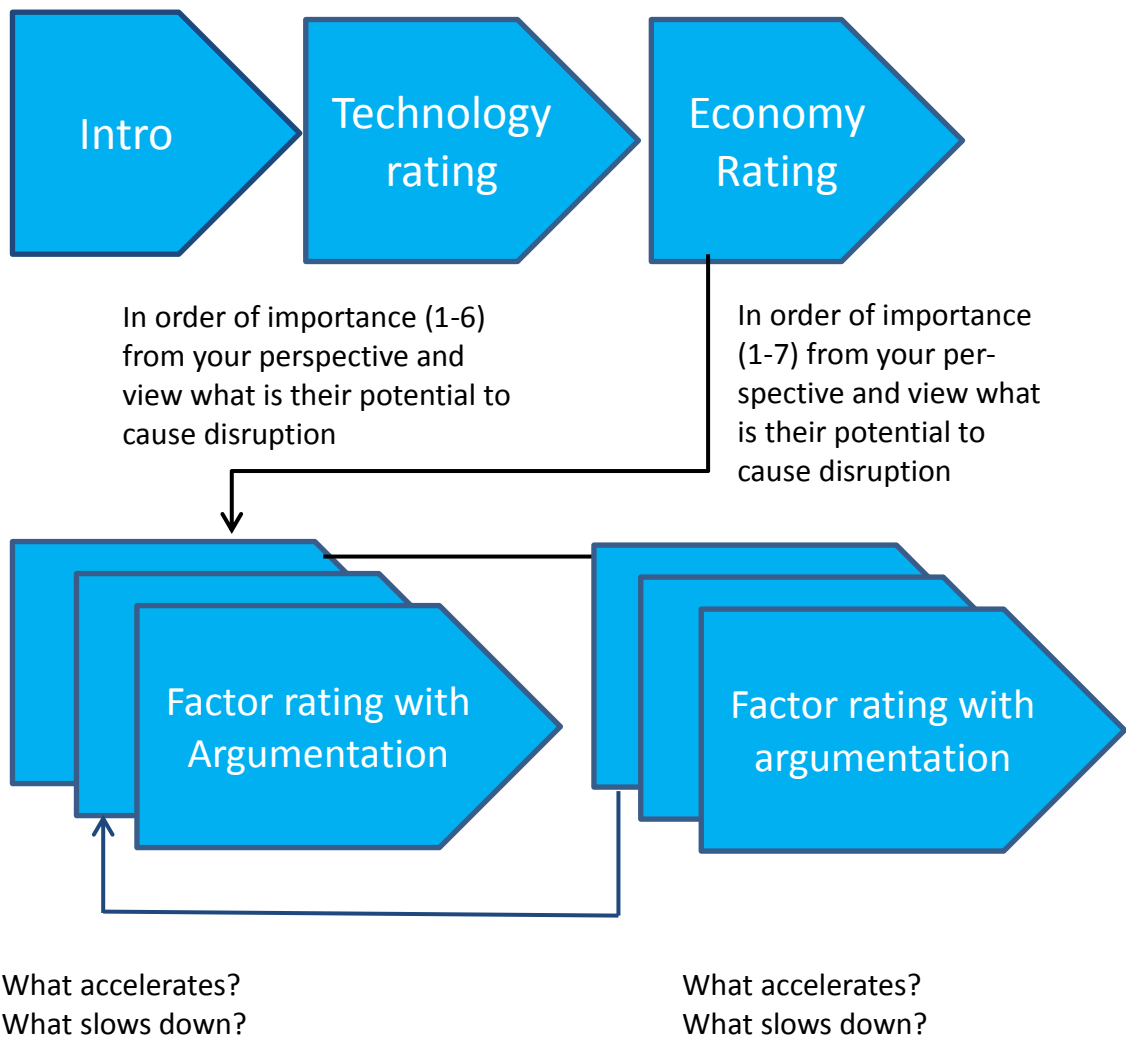 Intro
Technology
rating
Economy
Rating
In order of importance (1-6)
from your perspective and
view what is their potential to
cause disruption
In order of importance
(1-7) from your per-
spective and view what
is their potential to
cause disruption
Factor rating with
Argumentation
Factor rating with
argumentation
What accelerates?
What slows down?
What accelerates?
What slows down?